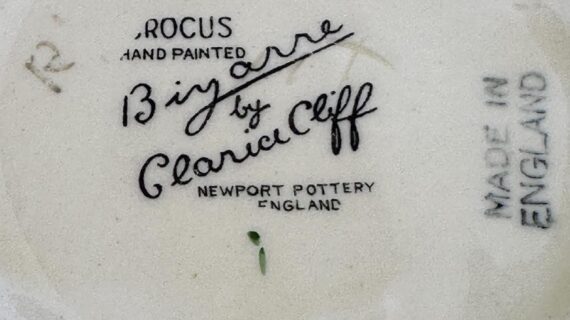 ROCUS
HAND PAINTED
Bizarre
by
Clarice Cliff
NEWPORT POTTERY
ENGLAND
MADE IN
ENGLAND